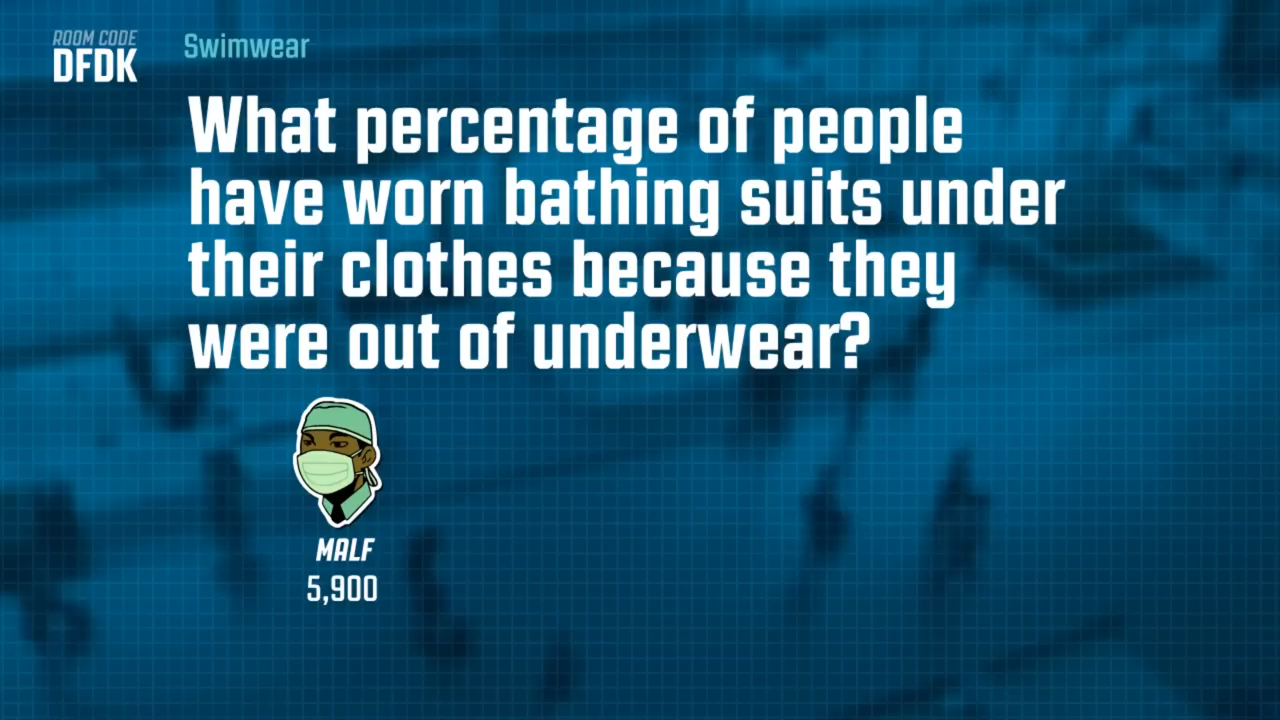 ROOM CODE
DFDK
Swimwear
What percentage of people
have worn bathing suits under
their clothes because they
were out of underwear?
MALF
5,900